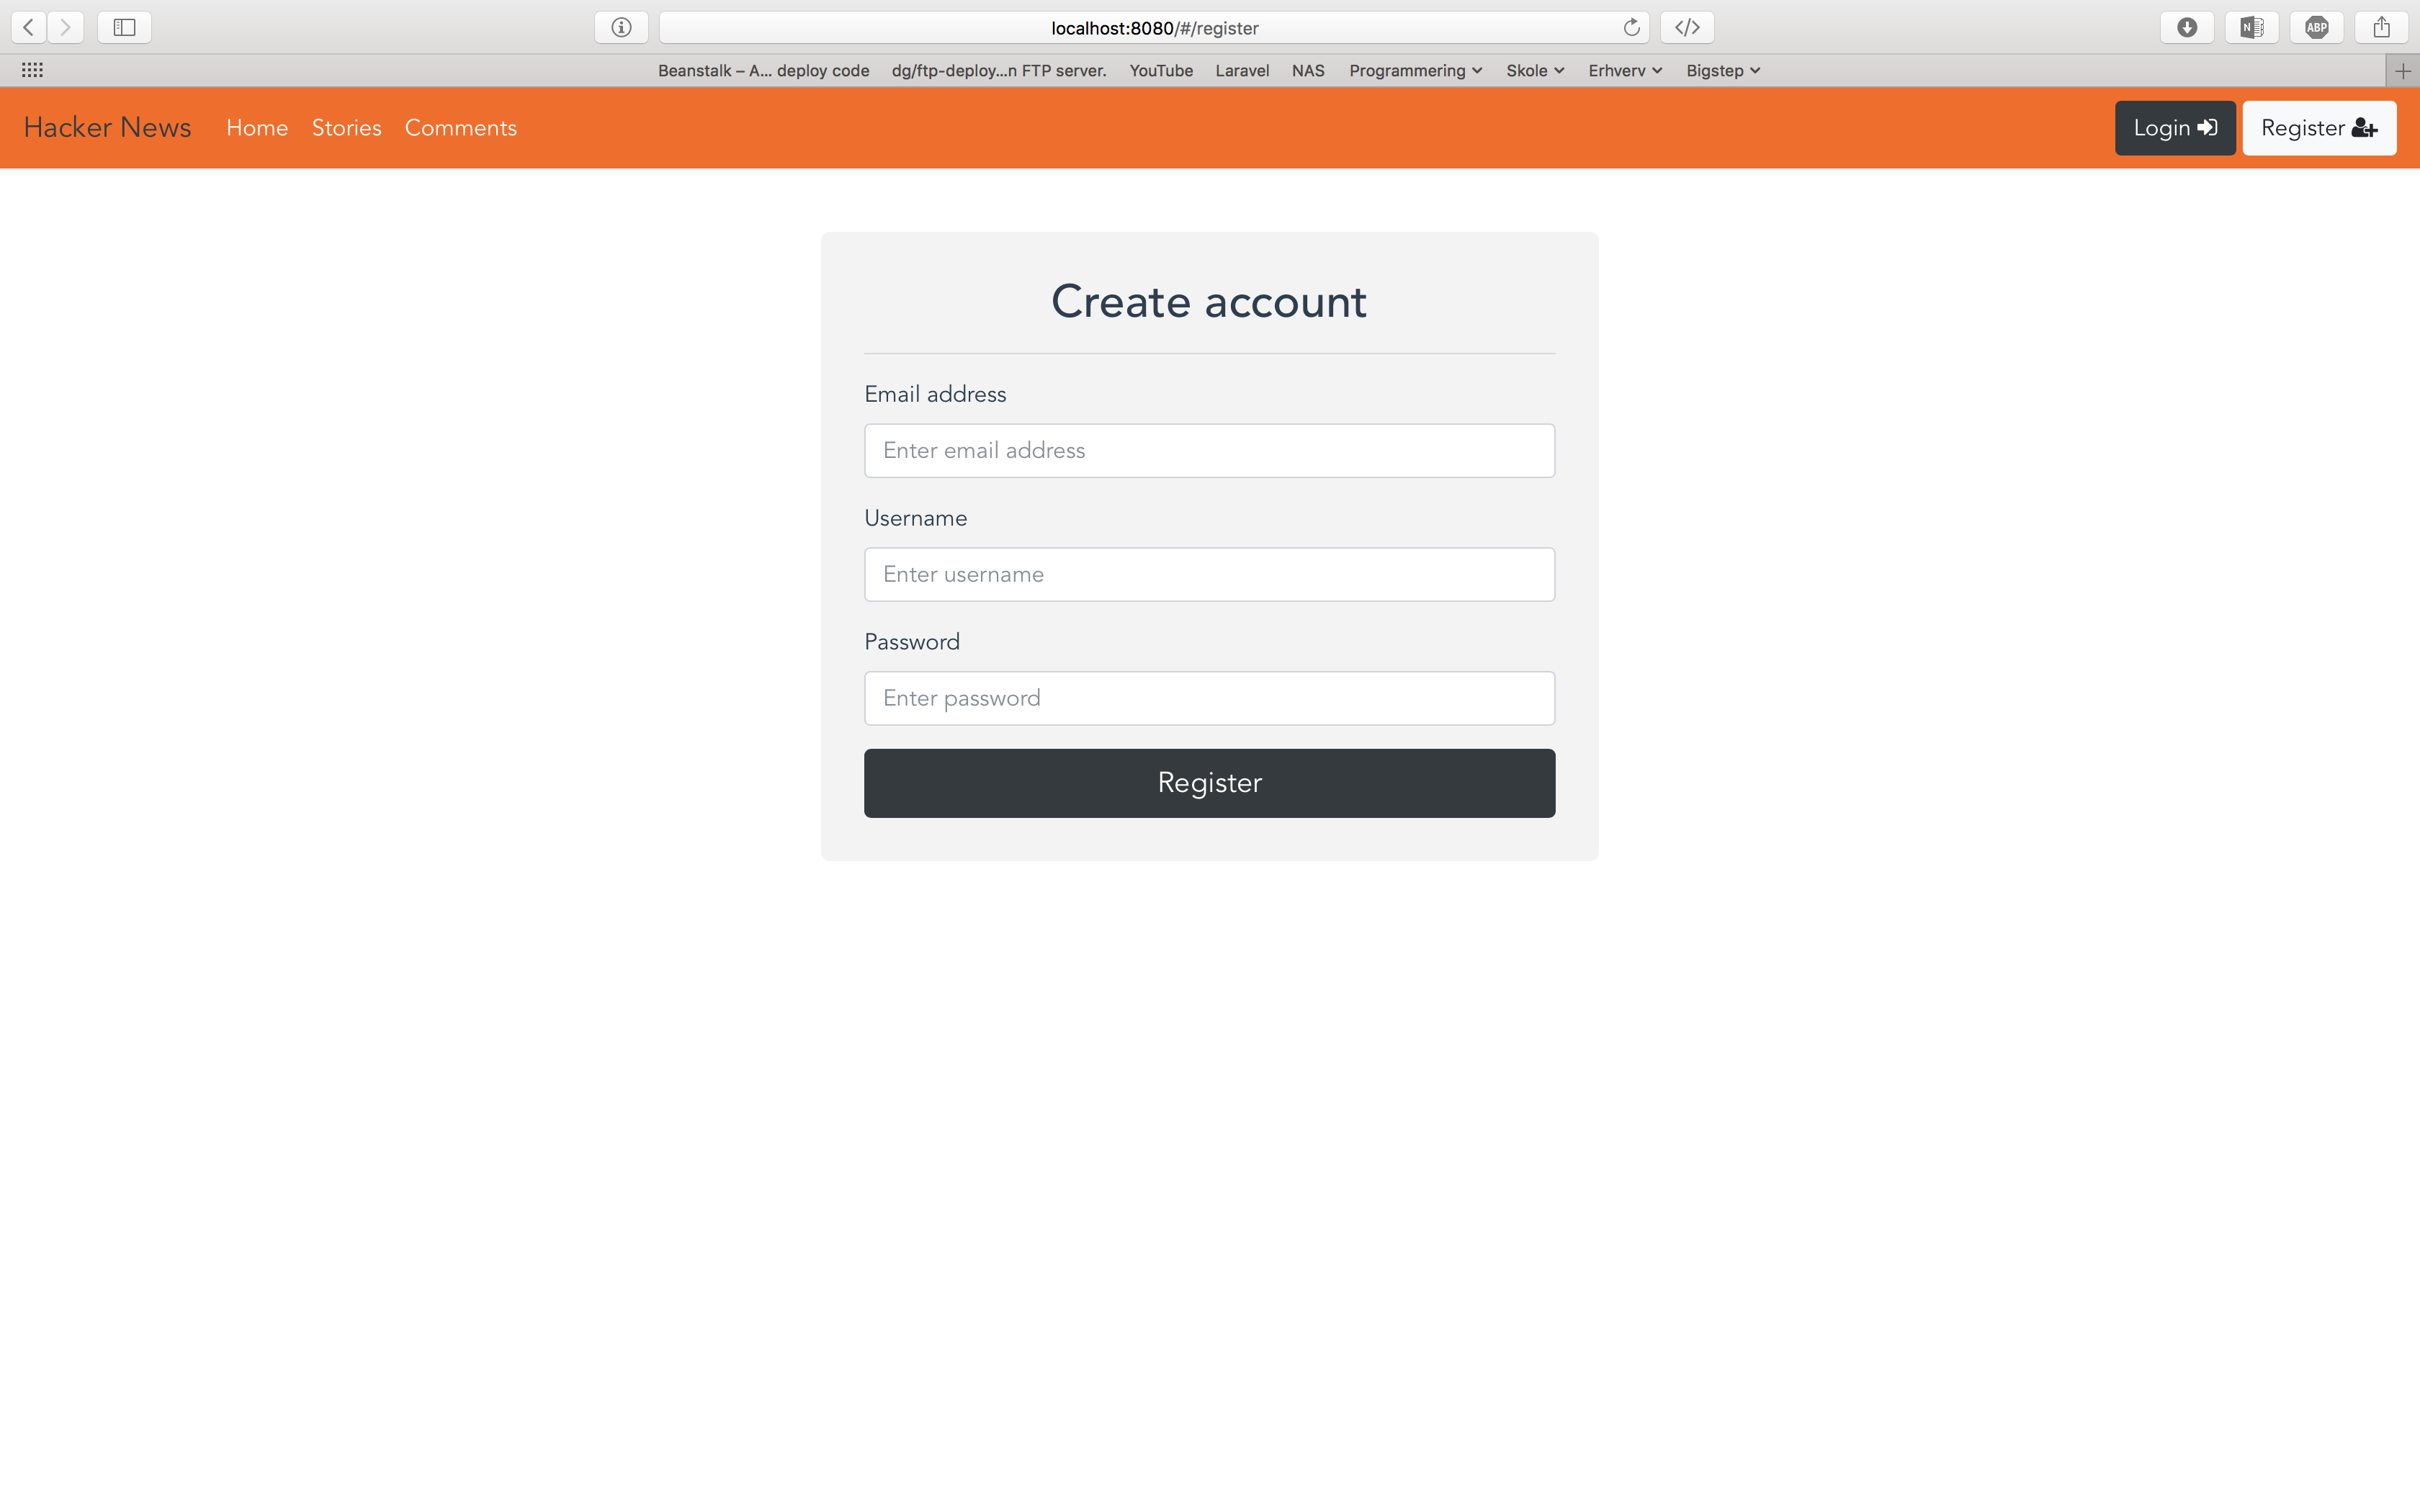 localhost:8080/#/register
Beanstalk – A... deploy code dg/ftp-deploy...n FTP server. YouTube Laravel NAS Programmering Skole Erhverv Bigstep
Hacker News Home Stories Comments Login Register
Create account
Email address
Enter email address
Username
Enter username
Password
Enter password
Register